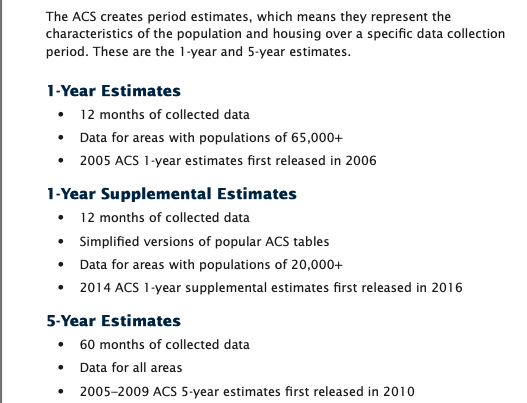 The ACS creates period estimates, which means they represent the
characteristics of the population and housing over a specific data collection
period. These are the 1-year and 5-year estimates.
1-Year Estimates
• 12 months of collected data
• Data for areas with populations of 65,000+
• 2005 ACS 1-year estimates first released in 2006
1-Year Supplemental Estimates
• 12 months of collected data
• Simplified versions of popular ACS tables
• Data for areas with populations of 20,000+
• 2014 ACS 1-year supplemental estimates first released in 2016
5-Year Estimates
• 60 months of collected data
• Data for all areas
• 2005–2009 ACS 5-year estimates first released in 2010